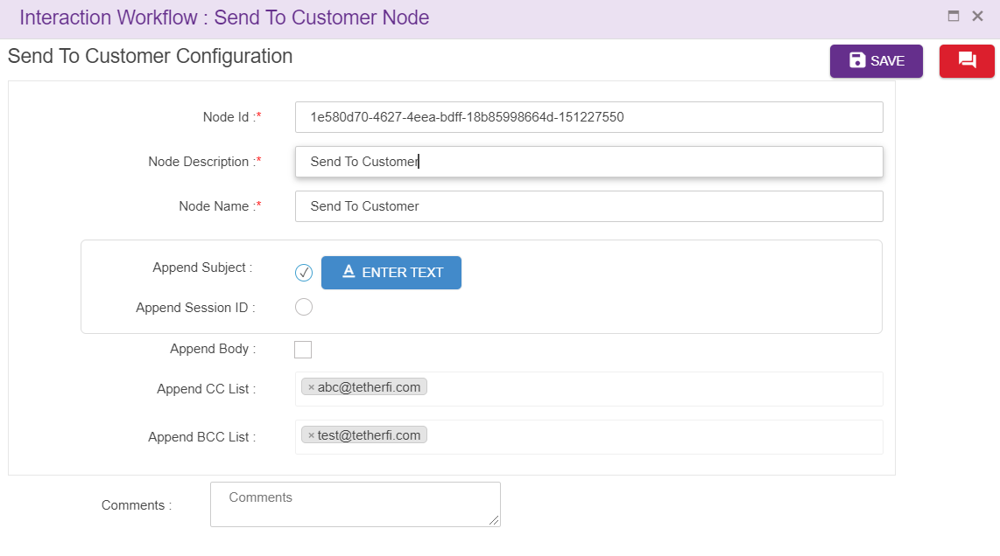 Interaction Workflow : Send To Customer Node
Send To Customer Configuration
SAVE
Node Id :*
1e580d70-4627-4eea-bdff-18b85998664d-151227550
Node Description :*
Send To Customer
Node Name :*
Send To Customer
Append Subject :
A ENTER TEXT
Append Session ID :
Append Body :
Append CC List :
× abc@tetherfi.com
Append BCC List :
× test@tetherfi.com
Comments :
Comments